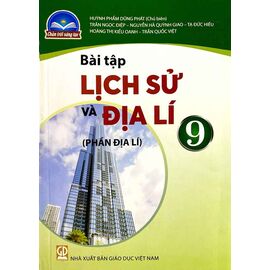 HUỲNH PHẨM DŨNG PHÁT (Chủ biên)
TRẦN NGỌC ĐIỆP - NGUYỄN HÀ QUỲNH GIAO - TẠ ĐỨC HIẾU
HOÀNG THỊ KIỀU OANH - TRẦN QUỐC VIỆT
Chân trời sáng tạo
Bài tập
LỊCH SỬ
VÀ ĐỊA LÍ 9
(PHẦN ĐỊA LÍ)
NHÀ XUẤT BẢN GIÁO DỤC VIỆT NAM